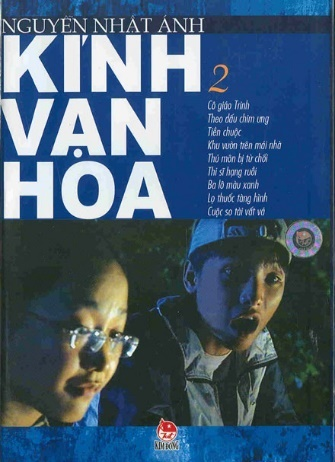 NGUYỄN NHẬT ÁNH
KÍNH
VẠN
HOA
2
Cô giáo Trinh
Theo dấu chim ưng
Tiền chuộc
Khu vườn trên mái nhà
Thủ môn bị từ chối
Thi sĩ hạng ruồi
Ba lô màu xanh
Lọ thuốc tàng hình
Cuộc so tài vất vả
KIM ĐỒNG